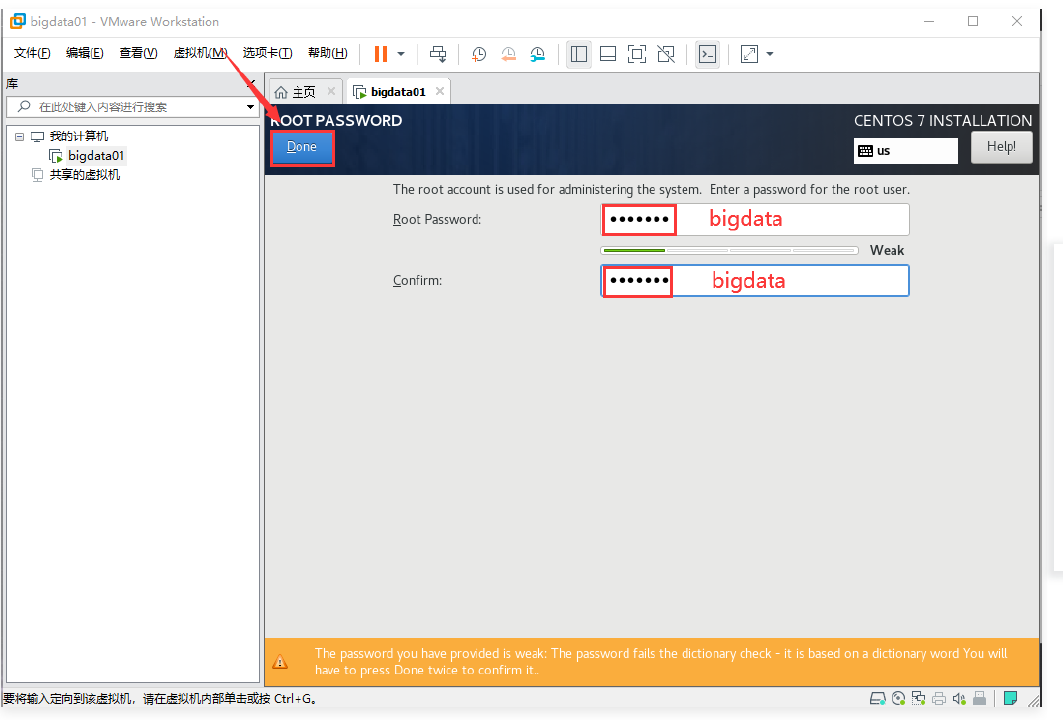 bigdata01 - VMware Workstation
文件(F) 编辑(E) 查看(V) 虚拟机(M) 选项卡(T) 帮助(H)
库
在此处键入内容进行搜索
我的计算机
bigdata01
共享的虚拟机
主页 bigdata01
ROOT PASSWORD
CENTOS 7 INSTALLATION
Done
us
Help!
The root account is used for administering the system. Enter a password for the root user.
Root Password: ●●●●●●● bigdata
Weak
Confirm: ●●●●●●● bigdata
The password you have provided is weak: The password fails the dictionary check - it is based on a dictionary word You will
have to press Done twice to confirm it..
要将输入定向到该虚拟机，请在虚拟机内部单击或按 Ctrl+G。